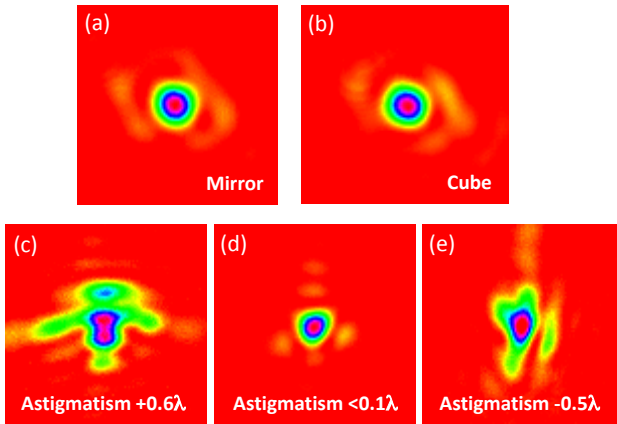 (a)
Mirror
(b)
Cube
(c)
Astigmatism +0.6λ
(d)
Astigmatism <0.1λ
(e)
Astigmatism -0.5λ